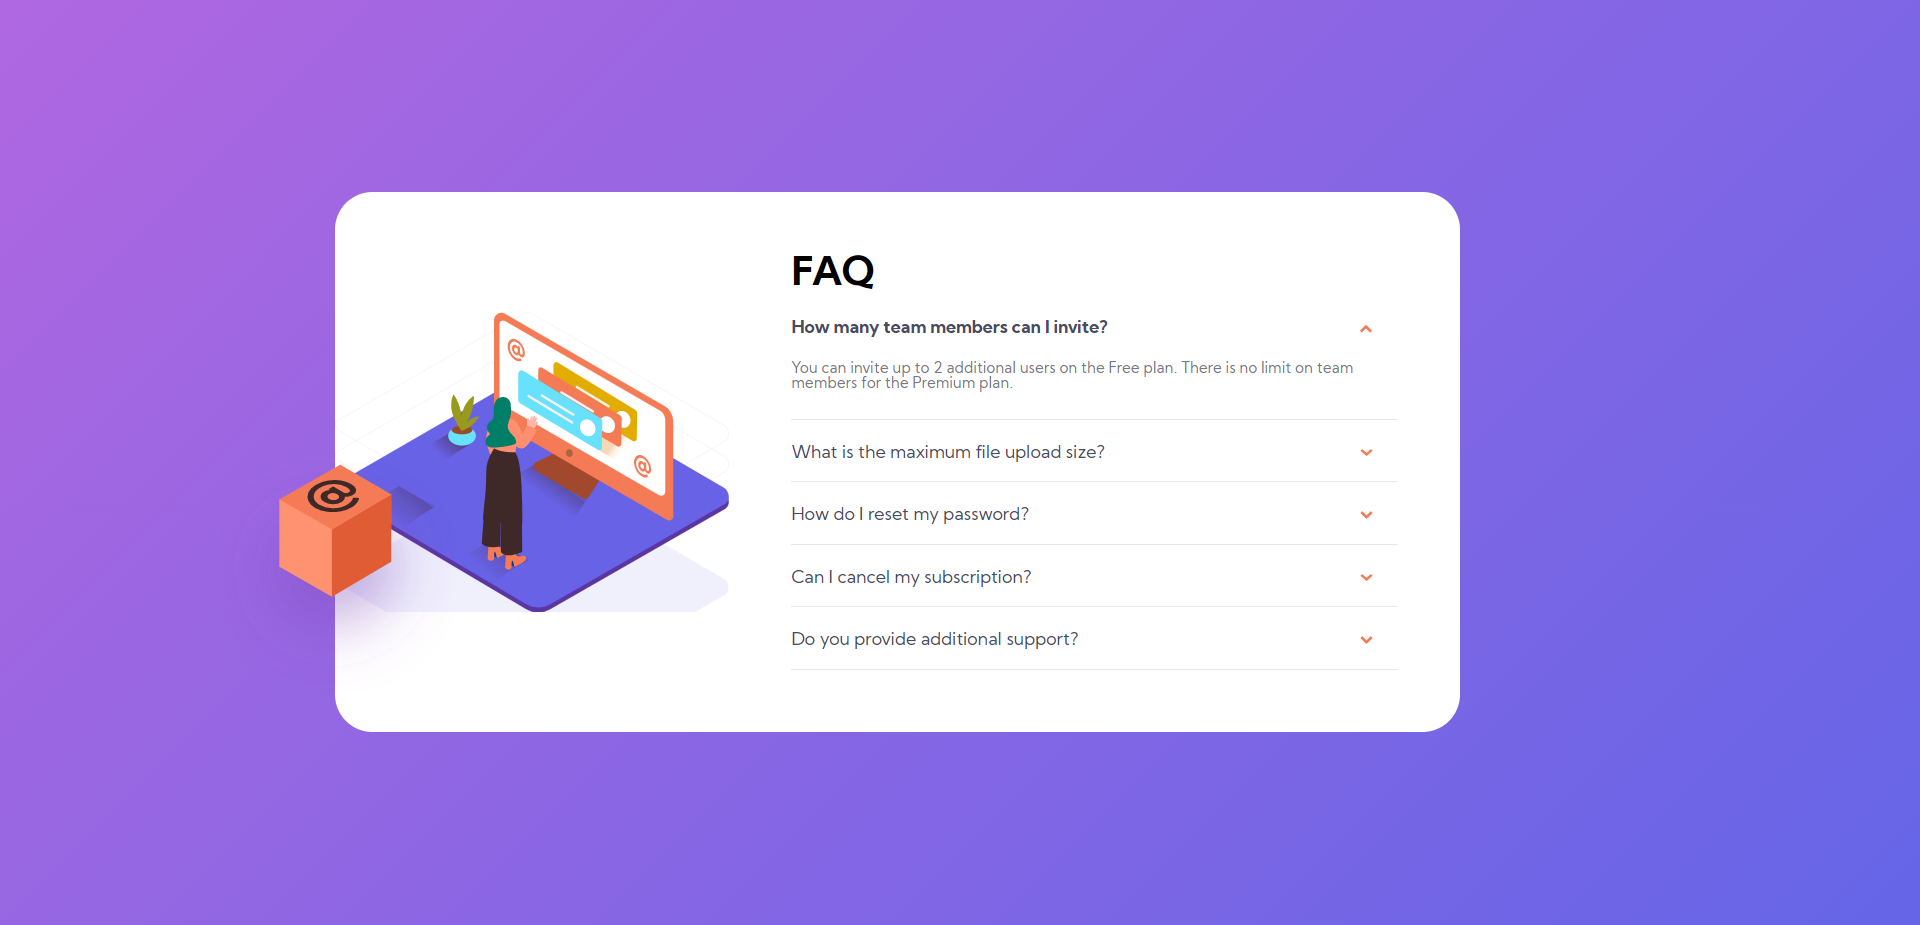 FAQ
How many team members can I invite?
You can invite up to 2 additional users on the Free plan. There is no limit on team
members for the Premium plan.
What is the maximum file upload size?
How do I reset my password?
Can I cancel my subscription?
Do you provide additional support?
@
@
@